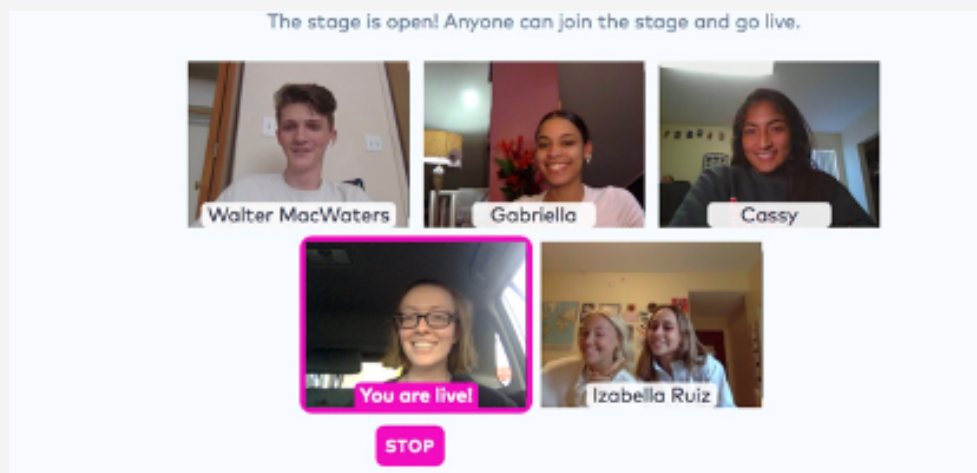 The stage is open! Anyone can join the stage and go live.
Walter MacWaters
Gabriella
Cassy
You are live!
Izabella Ruiz
STOP